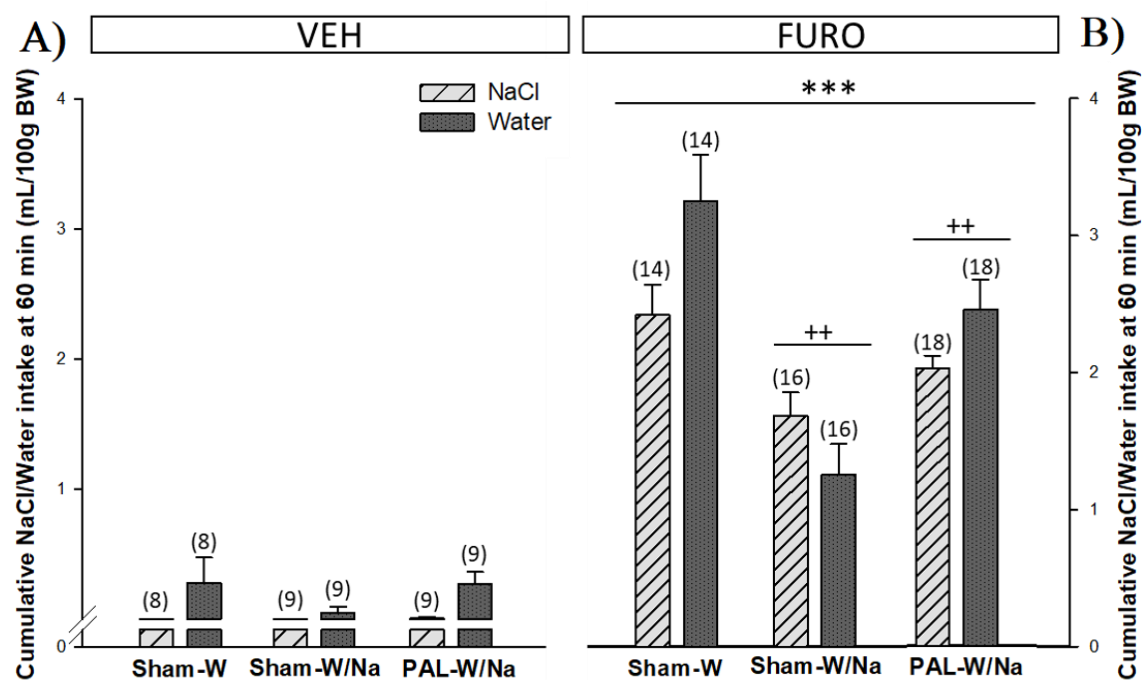 A)
VEH
FURO
B)
Cumulative NaCl/Water intake at 60 min (mL/100g BW)
4
3
2
1
0
NaCl
Water
(8)
(8)
(9)
(9)
(9)
(9)
Sham-W
Sham-W/Na
PAL-W/Na
***
(14)
(14)
++
(16)
(16)
++
(18)
(18)
Sham-W
Sham-W/Na
PAL-W/Na
4
3
2
1
0
Cumulative NaCl/Water intake at 60 min (mL/100g BW)